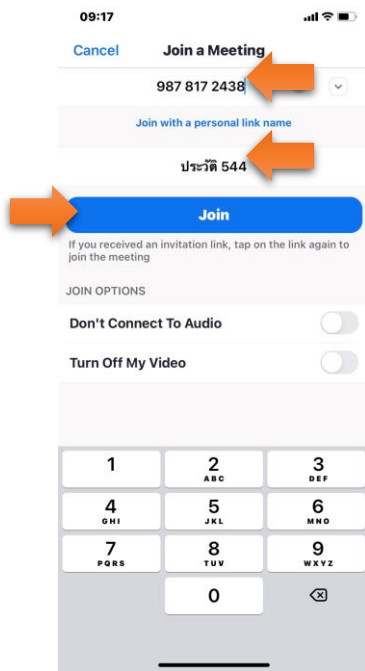 09:17
Cancel Join a Meeting
987 817 2438
Join with a personal link name
ประวัติ 544
Join
If you received an invitation link, tap on the link again to
join the meeting
JOIN OPTIONS
Don't Connect To Audio
Turn Off My Video
1 2 3
ABC DEF
4 5 6
GHI JKL MNO
7 8 9
PQRS TUV WXYZ
0